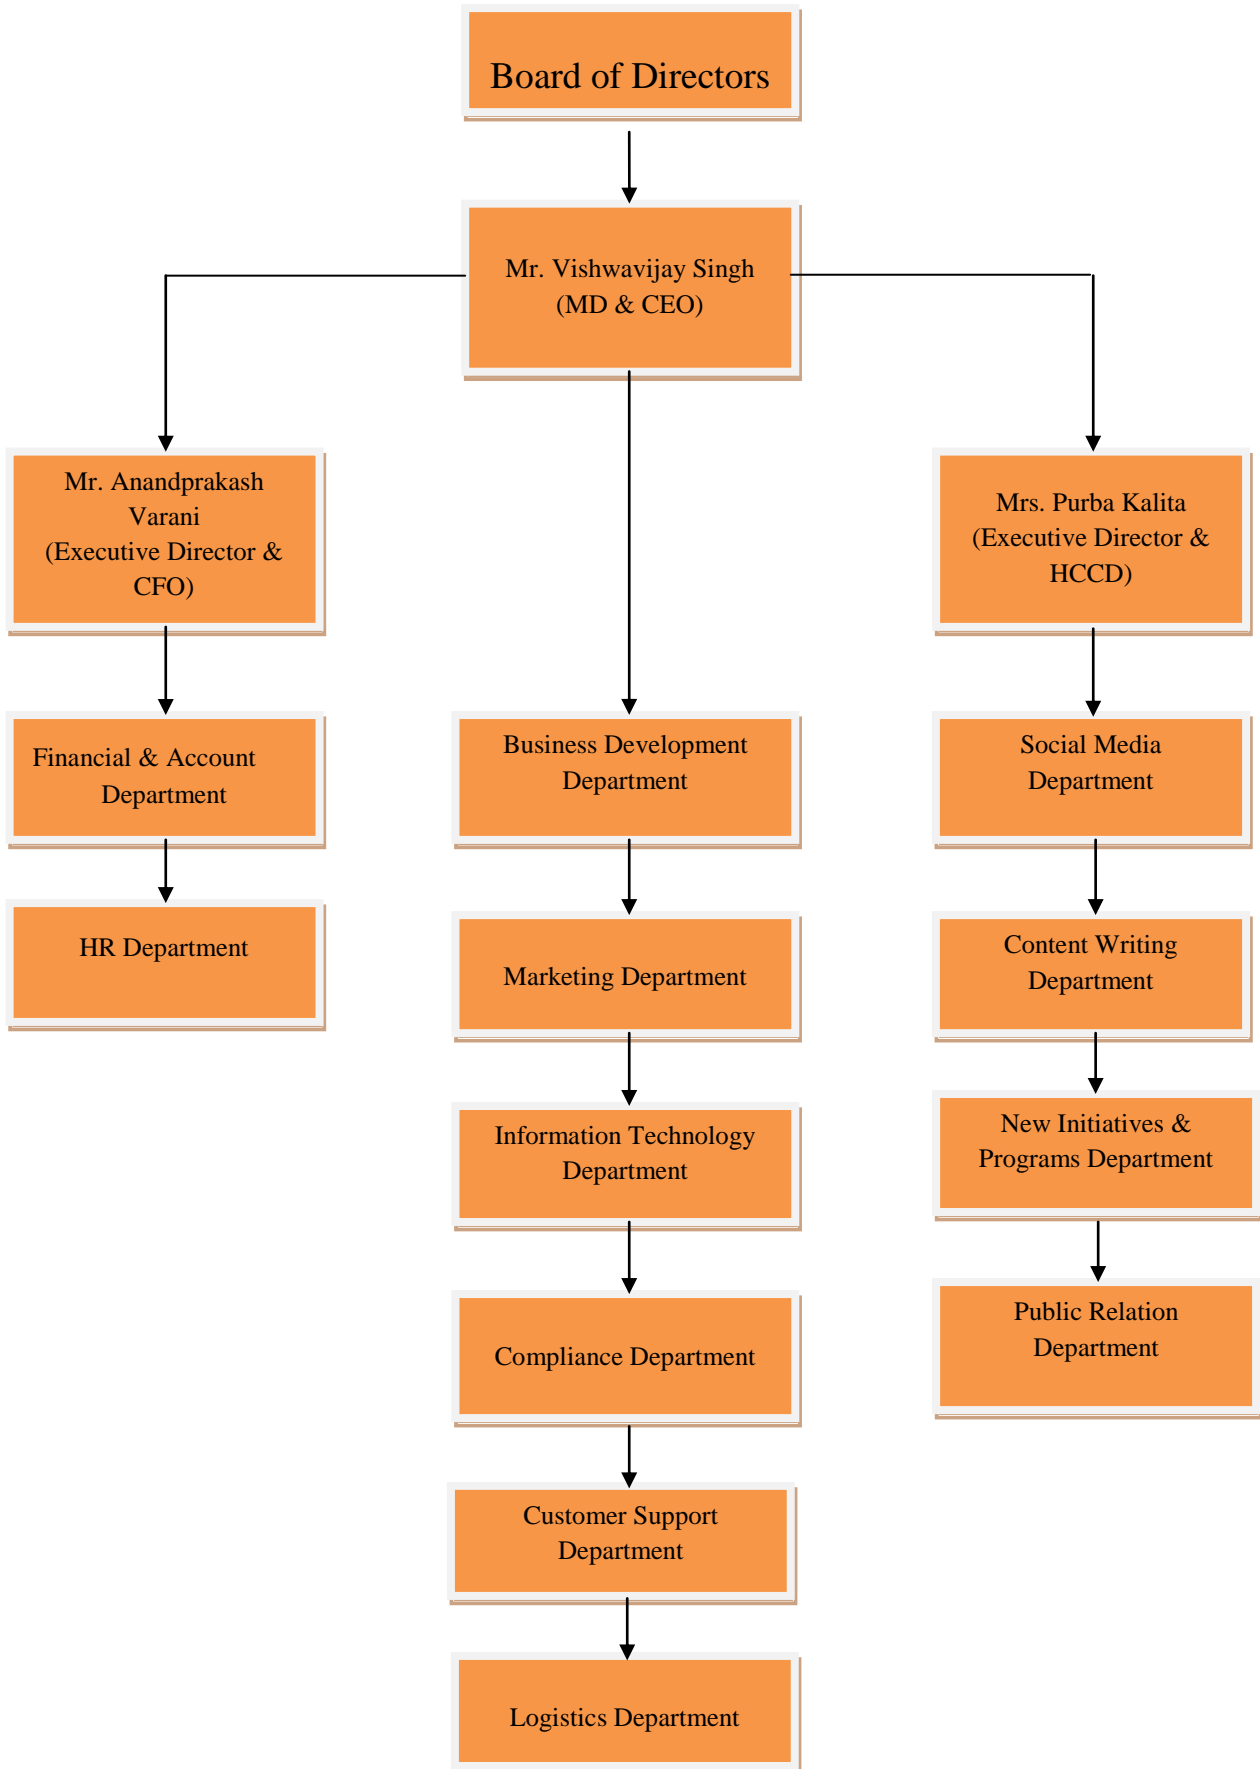 Board of Directors
Mr. Vishwavijay Singh
(MD & CEO)
Mr. Anandprakash
Varani
(Executive Director &
CFO)
Mrs. Purba Kalita
(Executive Director &
HCCD)
Financial & Account
Department
Business Development
Department
Social Media
Department
HR Department
Marketing Department
Content Writing
Department
Information Technology
Department
New Initiatives &
Programs Department
Compliance Department
Public Relation
Department
Customer Support
Department
Logistics Department